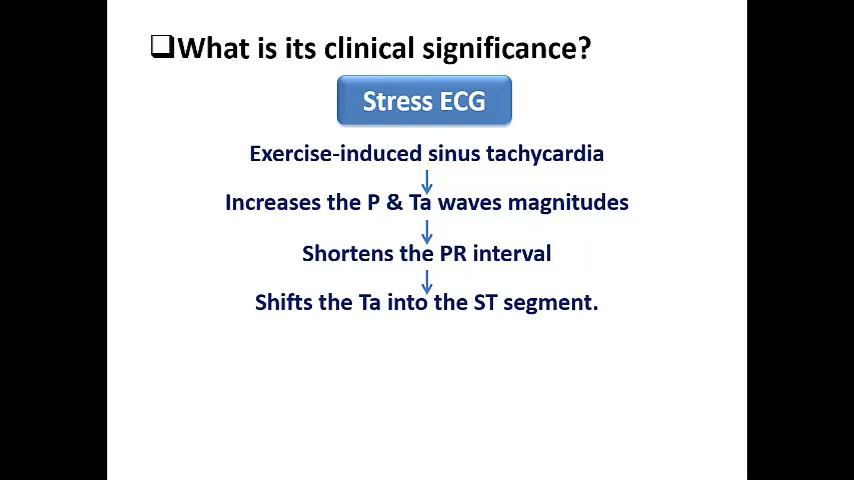 ❑What is its clinical significance?
Stress ECG
Exercise-induced sinus tachycardia
Increases the P & Ta waves magnitudes
Shortens the PR interval
Shifts the Ta into the ST segment.